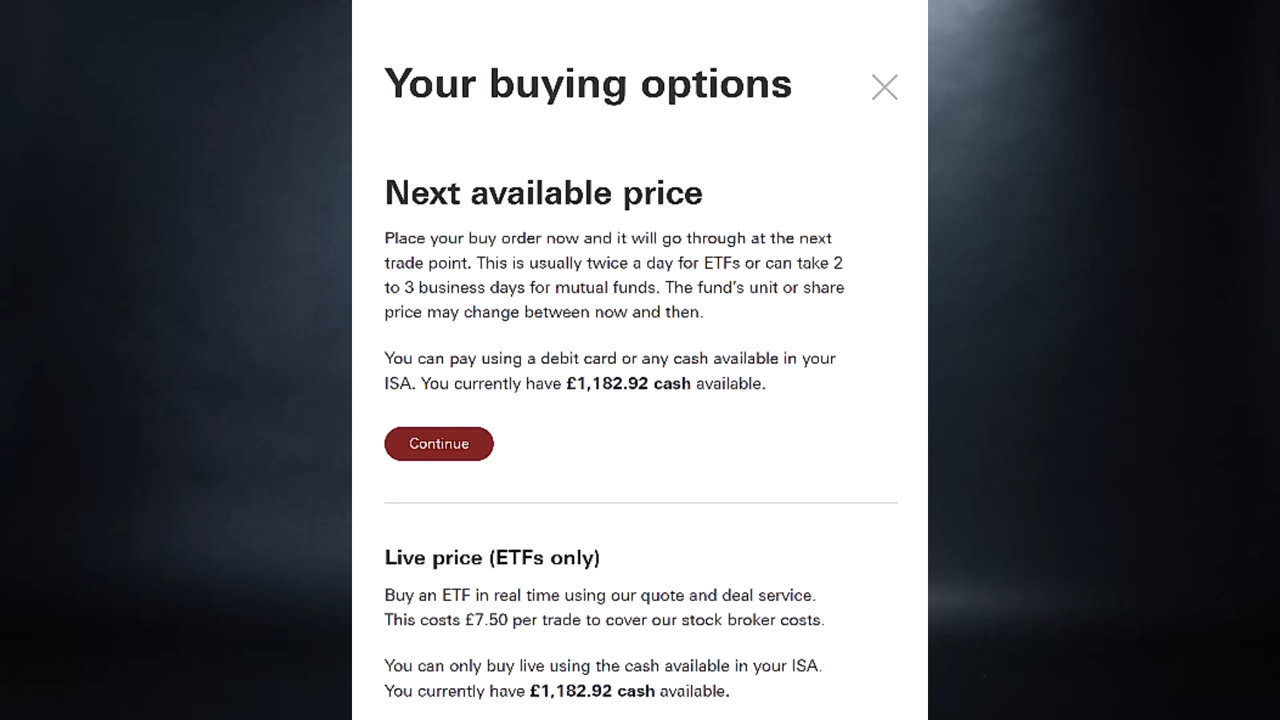 Your buying options
Next available price
Place your buy order now and it will go through at the next
trade point. This is usually twice a day for ETFs or can take 2
to 3 business days for mutual funds. The fund's unit or share
price may change between now and then.
You can pay using a debit card or any cash available in your
ISA. You currently have £1,182.92 cash available.
Continue
Live price (ETFs only)
Buy an ETF in real time using our quote and deal service.
This costs £7.50 per trade to cover our stock broker costs.
You can only buy live using the cash available in your ISA.
You currently have £1,182.92 cash available.